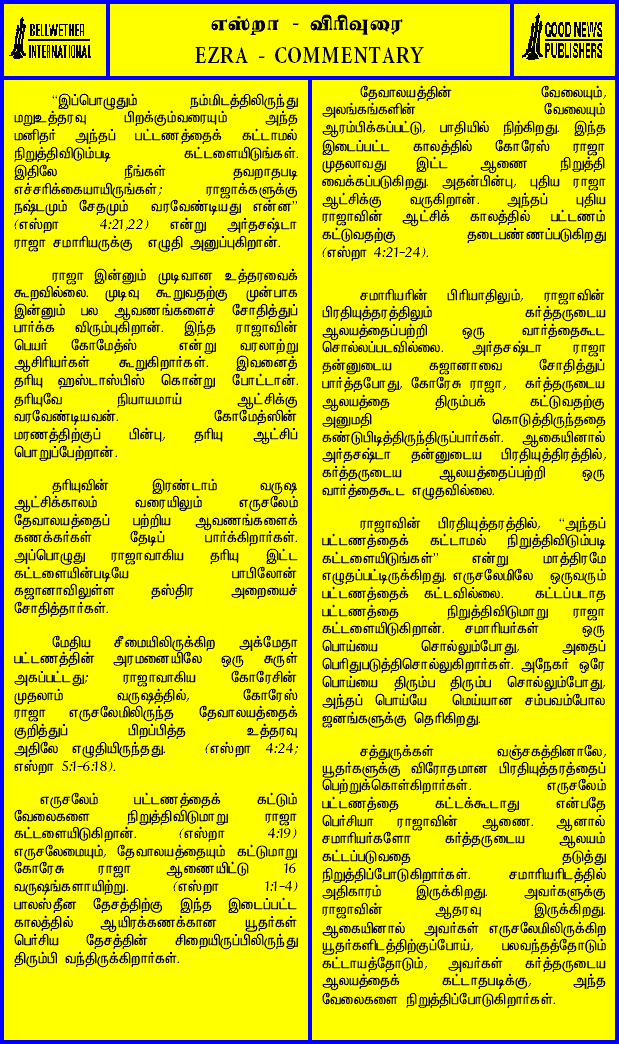 BELLWETHER
INTERNATIONAL
எஸ்றா - விரிவுரை
EZRA - COMMENTARY
GOOD NEWS
PUBLISHERS
“இப்பொழுதும் நம்மிடத்திலிருந்து
மறுஉத்தரவு பிறக்கும்வரையும் அந்த
மனிதர் அந்தப் பட்டணத்தைக் கட்டாமல்
நிறுத்திவிடும்படி கட்டளையிடுங்கள்.
இதிலே நீங்கள் தவறாதபடி
எச்சரிக்கையாயிருங்கள்; ராஜாக்களுக்கு
நஷ்டமும் சேதமும் வரவேண்டியது என்ன”
(எஸ்றா 4:21,22) என்று அர்தசஷ்டா
ராஜா சமாரியருக்கு எழுதி அனுப்புகிறான்.
ராஜா இன்னும் முடிவான உத்தரவைக்
கூறவில்லை. முடிவு கூறுவதற்கு முன்பாக
இன்னும் பல ஆவணங்களைச் சோதித்துப்
பார்க்க விரும்புகிறான். இந்த ராஜாவின்
பெயர் கோமேத்ஸ் என்று வரலாற்று
ஆசிரியர்கள் கூறுகிறார்கள். இவனைத்
தரியு ஹஸ்டாஸ்பிஸ் கொன்று போட்டான்.
தரியுவே நியாயமாய் ஆட்சிக்கு
வரவேண்டியவன். கோமேத்ஸின்
மரணத்திற்குப் பின்பு, தரியு ஆட்சிப்
பொறுப்பேற்றான்.
தரியுவின் இரண்டாம் வருஷ
ஆட்சிக்காலம் வரையிலும் எருசலேம்
தேவாலயத்தைப் பற்றிய ஆவணங்களைக்
கணக்கர்கள் தேடிப் பார்க்கிறார்கள்.
அப்பொழுது ராஜாவாகிய தரியு இட்ட
கட்டளையின்படியே பாபிலோன்
கஜானாவிலுள்ள தஸ்திர அறையைச்
சோதித்தார்கள்.
மேதிய சீமையிலிருக்கிற அக்மேதா
பட்டணத்தின் அரமனையிலே ஒரு சுருள்
அகப்பட்டது; ராஜாவாகிய கோரேசின்
முதலாம் வருஷத்தில், கோரேஸ்
ராஜா எருசலேமிலிருந்த தேவாலயத்தைக்
குறித்துப் பிறப்பித்த உத்தரவு
அதிலே எழுதியிருந்தது. (எஸ்றா 4:24;
எஸ்றா 5:1-6:18).
எருசலேம் பட்டணத்தைக் கட்டும்
வேலைகளை நிறுத்திவிடுமாறு ராஜா
கட்டளையிடுகிறான். (எஸ்றா 4:19)
எருசலேமையும், தேவாலயத்தையும் கட்டுமாறு
கோரேசு ராஜா ஆணையிட்டு 16
வருஷங்களாயிற்று. (எஸ்றா 1:1-4)
பாலஸ்தீன தேசத்திற்கு இந்த இடைப்பட்ட
காலத்தில் ஆயிரக்கணக்கான யூதர்கள்
பெர்சிய தேசத்தின் சிறையிருப்பிலிருந்து
திரும்பி வந்திருக்கிறார்கள்.
தேவாலயத்தின் வேலையும்,
அலங்கங்களின் வேலையும்
ஆரம்பிக்கப்பட்டு, பாதியில் நிற்கிறது. இந்த
இடைப்பட்ட காலத்தில் கோரேஸ் ராஜா
முதலாவது இட்ட ஆணை நிறுத்தி
வைக்கப்படுகிறது. அதன்பின்பு, புதிய ராஜா
ஆட்சிக்கு வருகிறான். அந்தப் புதிய
ராஜாவின் ஆட்சிக் காலத்தில் பட்டணம்
கட்டுவதற்கு தடைபண்ணப்படுகிறது
(எஸ்றா 4:21-24).
சமாரியரின் பிரியாதிலும், ராஜாவின்
பிரதியுத்தரத்திலும் கர்த்தருடைய
ஆலயத்தைப்பற்றி ஒரு வார்த்தைகூட
சொல்லப்படவில்லை. அர்தசஷ்டா ராஜா
தன்னுடைய கஜானாவை சோதித்துப்
பார்த்தபோது, கோரேசு ராஜா, கர்த்தருடைய
ஆலயத்தை திரும்பக் கட்டுவதற்கு
அனுமதி கொடுத்திருந்ததை
கண்டுபிடித்திருந்திருப்பார்கள். ஆகையினால்
அர்தசஷ்டா தன்னுடைய பிரதியுத்திரத்தில்,
கர்த்தருடைய ஆலயத்தைப்பற்றி ஒரு
வார்த்தைகூட எழுதவில்லை.
ராஜாவின் பிரதியுத்தரத்தில், “அந்தப்
பட்டணத்தைக் கட்டாமல் நிறுத்திவிடும்படி
கட்டளையிடுங்கள்” என்று மாத்திரமே
எழுதப்பட்டிருக்கிறது. எருசலேமிலே ஒருவரும்
பட்டணத்தைக் கட்டவில்லை. கட்டப்படாத
பட்டணத்தை நிறுத்திவிடுமாறு ராஜா
கட்டளையிடுகிறான். சமாரியர்கள் ஒரு
பொய்யை சொல்லும்போது, அதைப்
பெரிதுபடுத்திசொல்லுகிறார்கள். அநேகர் ஒரே
பொய்யை திரும்ப திரும்ப சொல்லும்போது,
அந்தப் பொய்யே மெய்யான சம்பவம்போல
ஜனங்களுக்கு தெரிகிறது.
சத்துருக்கள் வஞ்சகத்தினாலே,
யூதர்களுக்கு விரோதமான பிரதியுத்தரத்தைப்
பெற்றுக்கொள்கிறார்கள். எருசலேம்
பட்டணத்தை கட்டக்கூடாது என்பதே
பெர்சியா ராஜாவின் ஆணை. ஆனால்
சமாரியர்களோ கர்த்தருடைய ஆலயம்
கட்டப்படுவதை தடுத்து
நிறுத்திப்போடுகிறார்கள். சமாரியரிடத்தில்
அதிகாரம் இருக்கிறது. அவர்களுக்கு
ராஜாவின் ஆதரவு இருக்கிறது.
ஆகையினால் அவர்கள் எருசலேமிலிருக்கிற
யூதர்களிடத்திற்குப்போய், பலவந்தத்தோடும்
கட்டாயத்தோடும், அவர்கள் கர்த்தருடைய
ஆலயத்தைக் கட்டாதபடிக்கு, அந்த
வேலைகளை நிறுத்திப்போடுகிறார்கள்.